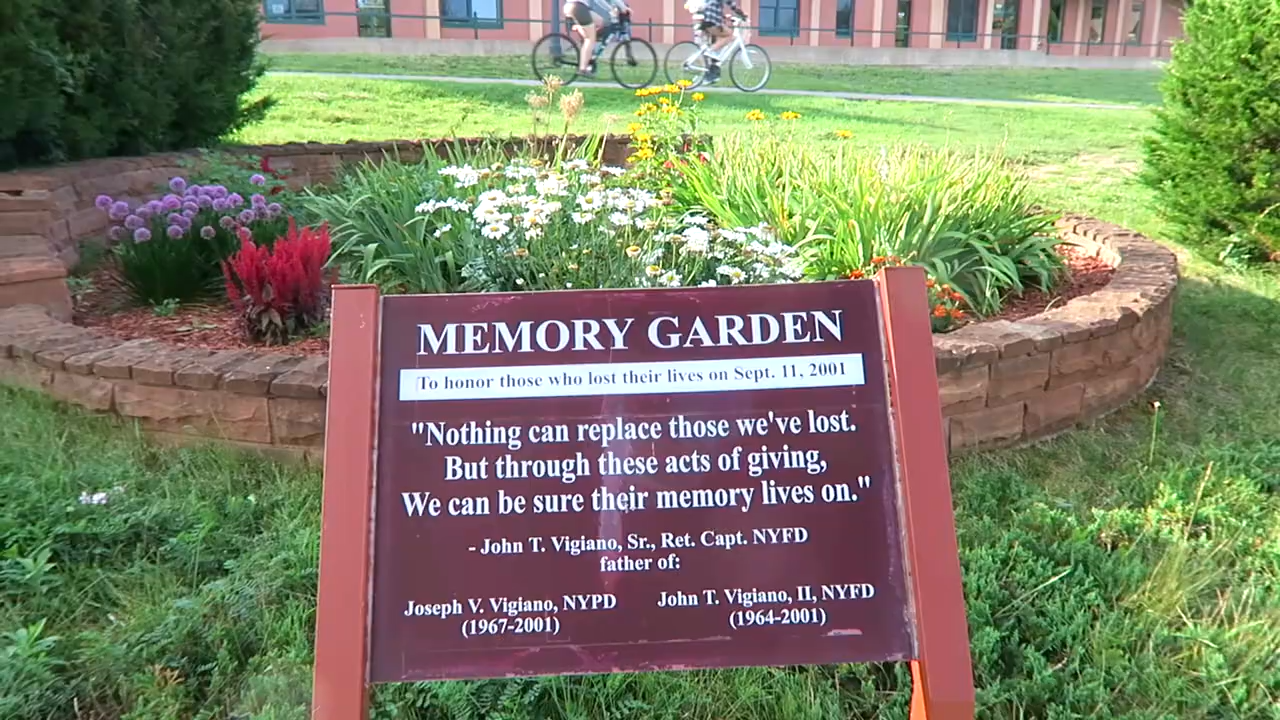 MEMORY GARDEN
To honor those who lost their lives on Sept. 11, 2001
"Nothing can replace those we've lost.
But through these acts of giving,
We can be sure their memory lives on."
- John T. Vigiano, Sr., Ret. Capt. NYFD
father of:
Joseph V. Vigiano, NYPD
(1967-2001)
John T. Vigiano, II, NYFD
(1964-2001)